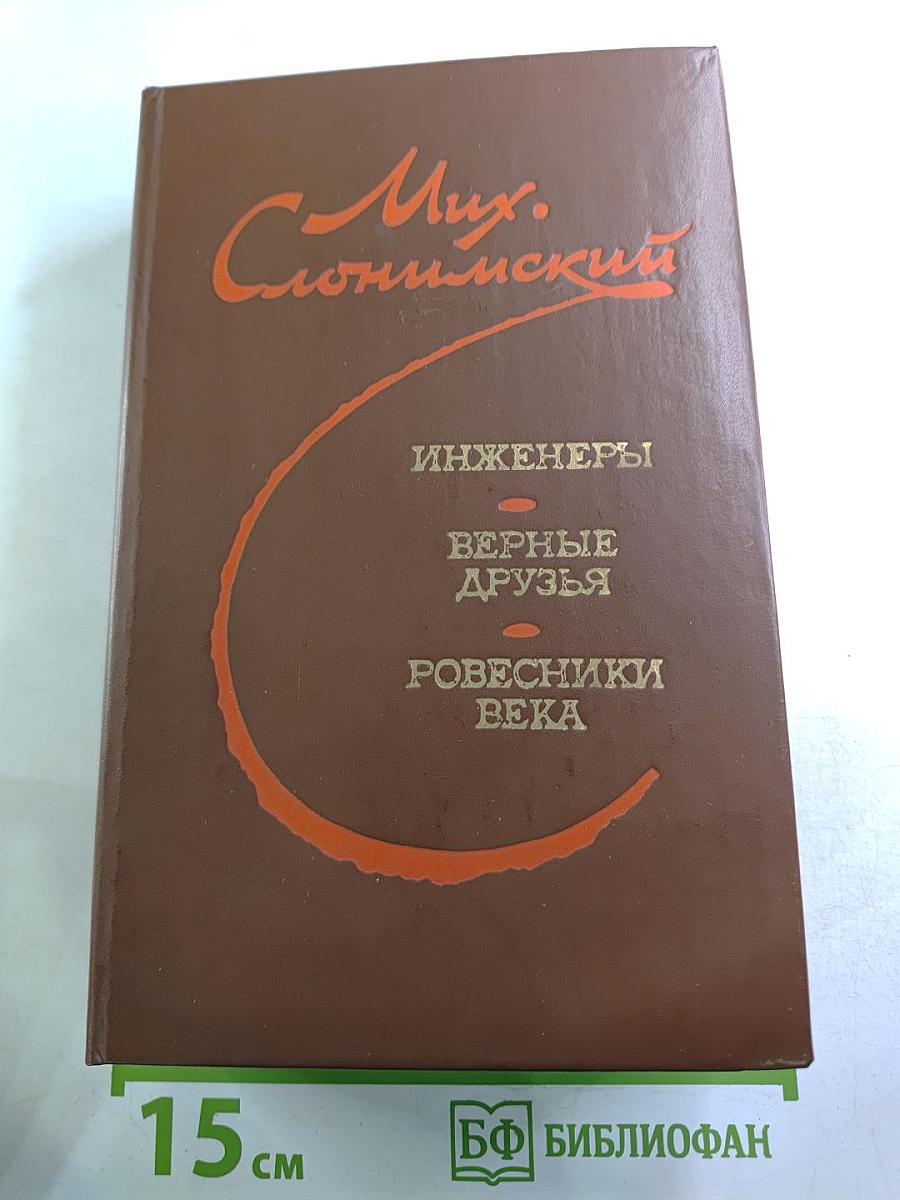 Мих.
Слонимский
ИНЖЕНЕРЫ
ВЕРНЫЕ
ДРУЗЬЯ
РОВЕСНИКИ
ВЕКА
15 см
БФ БИБЛИОФАН